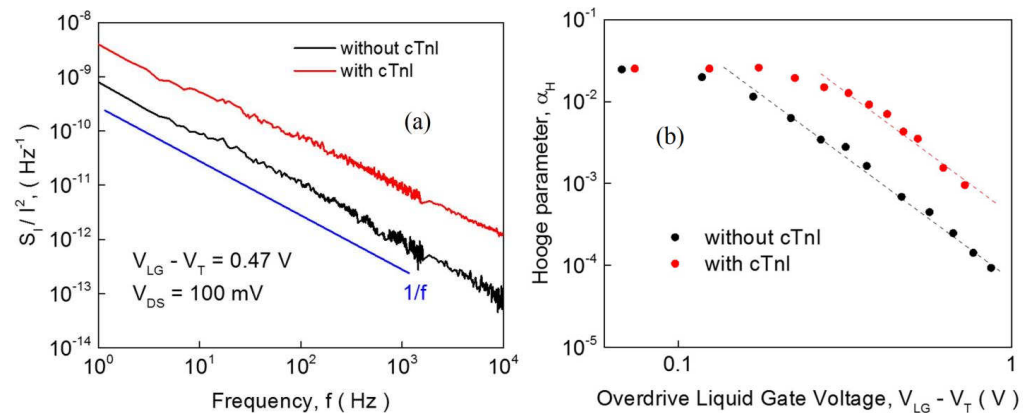 10⁻⁸
10⁻⁹
10⁻¹⁰
10⁻¹¹
10⁻¹²
10⁻¹³
10⁻¹⁴
S_I / I², ( Hz⁻¹ )
without cTnI
with cTnI
(a)
V_LG - V_T = 0.47 V
V_DS = 100 mV
1/f
10⁰ 10¹ 10² 10³ 10⁴
Frequency, f ( Hz )
10⁻¹
10⁻²
10⁻³
10⁻⁴
10⁻⁵
Hooge parameter, α_H
(b)
without cTnI
with cTnI
0.1 1
Overdrive Liquid Gate Voltage, V_LG - V_T ( V )